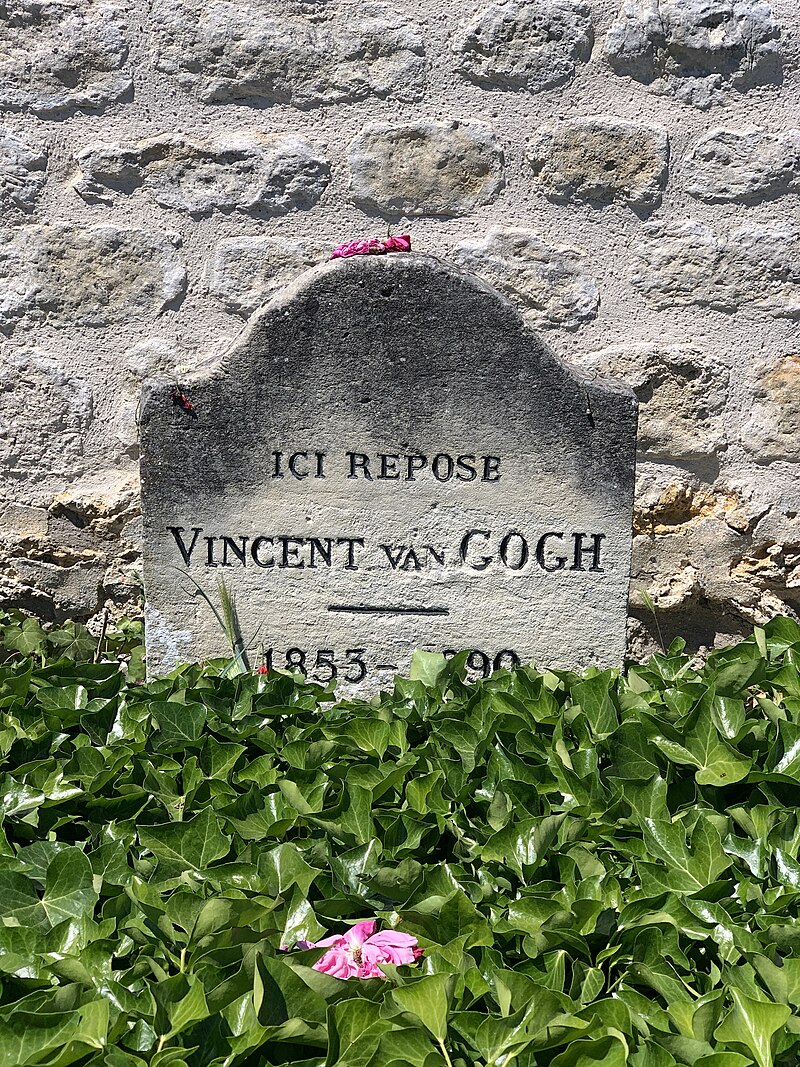 ICI REPOSE
VINCENT VAN GOGH
1853-